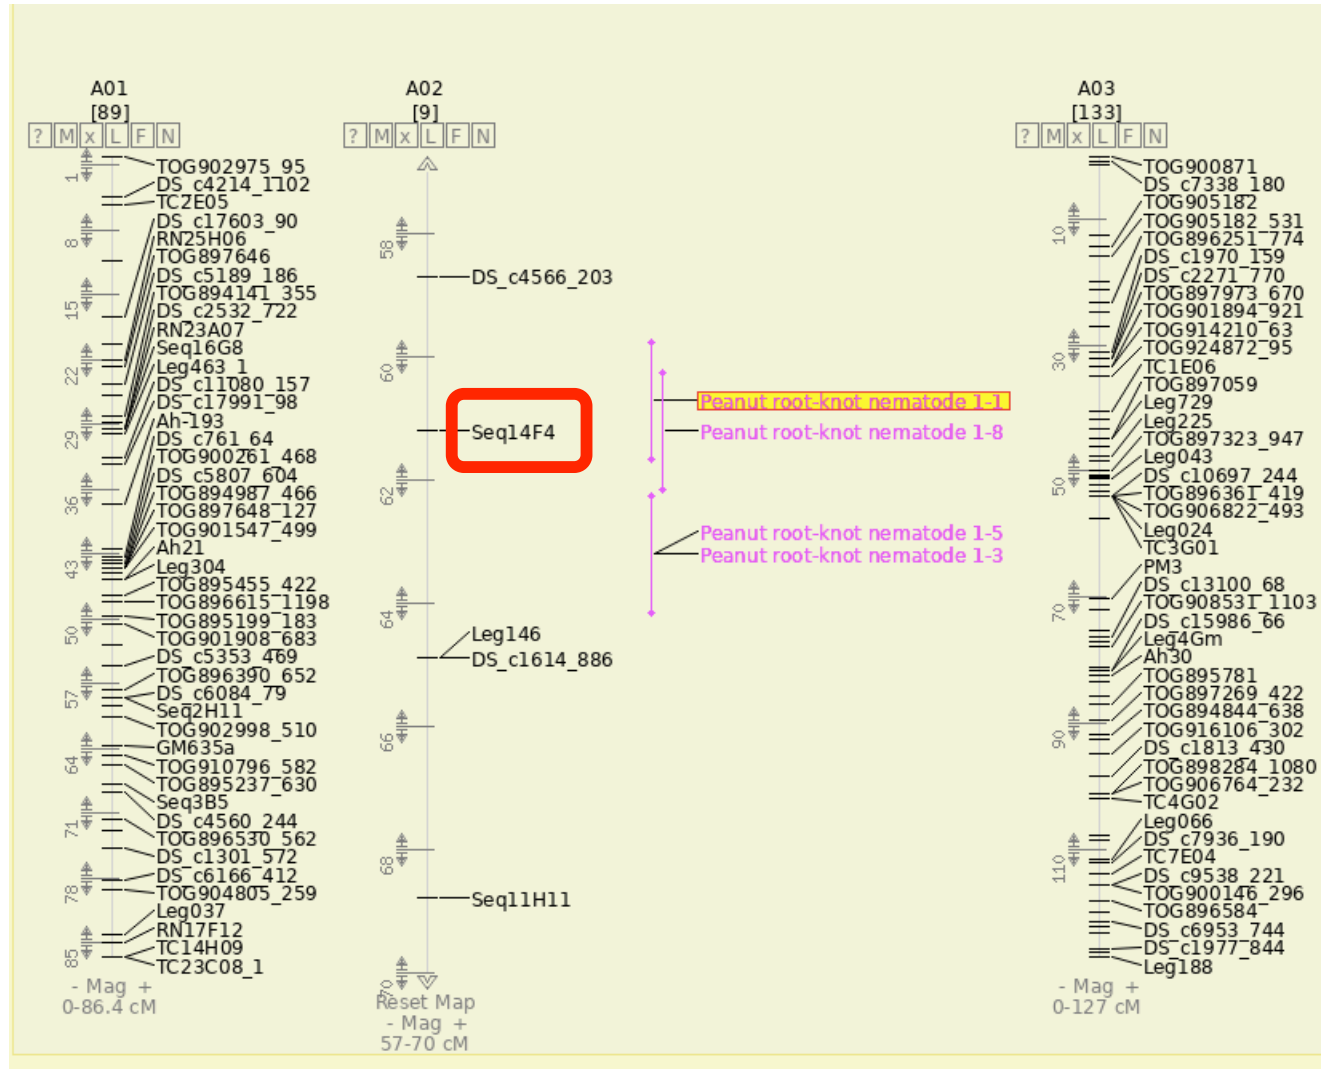 A01
[89]
? M x L F N
1
8
15
22
29
36
43
50
57
64
71
78
85
TOG902975_95
DS_c4214_1102
TC2E05
DS_c17603_90
RN25H06
TOG897646
DS_c5189_186
TOG894141_355
DS_c2532_722
RN23A07
Seq16G8
Leg463_1
DS_c11080_157
DS_c17991_98
Ah-193
DS_c761_64
TOG900261_468
DS_c5807_604
TOG894987_466
TOG897648_127
TOG901547_499
Ah21
Leg304
TOG895455_422
TOG896615_1198
TOG895199_183
TOG901908_683
DS_c5353_469
TOG896390_652
DS_c6084_79
Seq2H11
TOG902998_510
GM635a
TOG910796_582
TOG895237_630
Seq3B5
DS_c4560_244
TOG896530_562
DS_c1301_572
DS_c6166_412
TOG904805_259
Leg037
RN17F12
TC14H09
TC23C08_1
- Mag +
0-86.4 cM
A02
[9]
? M x L F N
58
60
62
64
66
68
70
DS_c4566_203
Seq14F4
Leg146
DS_c1614_886
Seq11H11
Peanut root-knot nematode 1-1
Peanut root-knot nematode 1-8
Peanut root-knot nematode 1-5
Peanut root-knot nematode 1-3
Reset Map
- Mag +
57-70 cM
A03
[133]
? M x L F N
10
30
50
70
90
110
TOG900871
DS_c7338_180
TOG905182
TOG905182_531
TOG896251_774
DS_c1970_159
DS_c2271_770
TOG897973_670
TOG901894_921
TOG914210_63
TOG924872_95
TC1E06
TOG897059
Leg729
Leg225
TOG897323_947
Leg043
DS_c10697_244
TOG896361_419
TOG906822_493
Leg024
TC3G01
PM3
DS_c13100_68
TOG908531_1103
DS_c15986_66
Leg4Gm
Ah30
TOG895781
TOG897269_422
TOG894844_638
TOG916106_302
DS_c1813_430
TOG898284_1080
TOG906764_232
TC4G02
Leg066
DS_c7936_190
TC7E04
DS_c9538_221
TOG900146_296
TOG896584
DS_c6953_744
DS_c1977_844
Leg188
- Mag +
0-127 cM